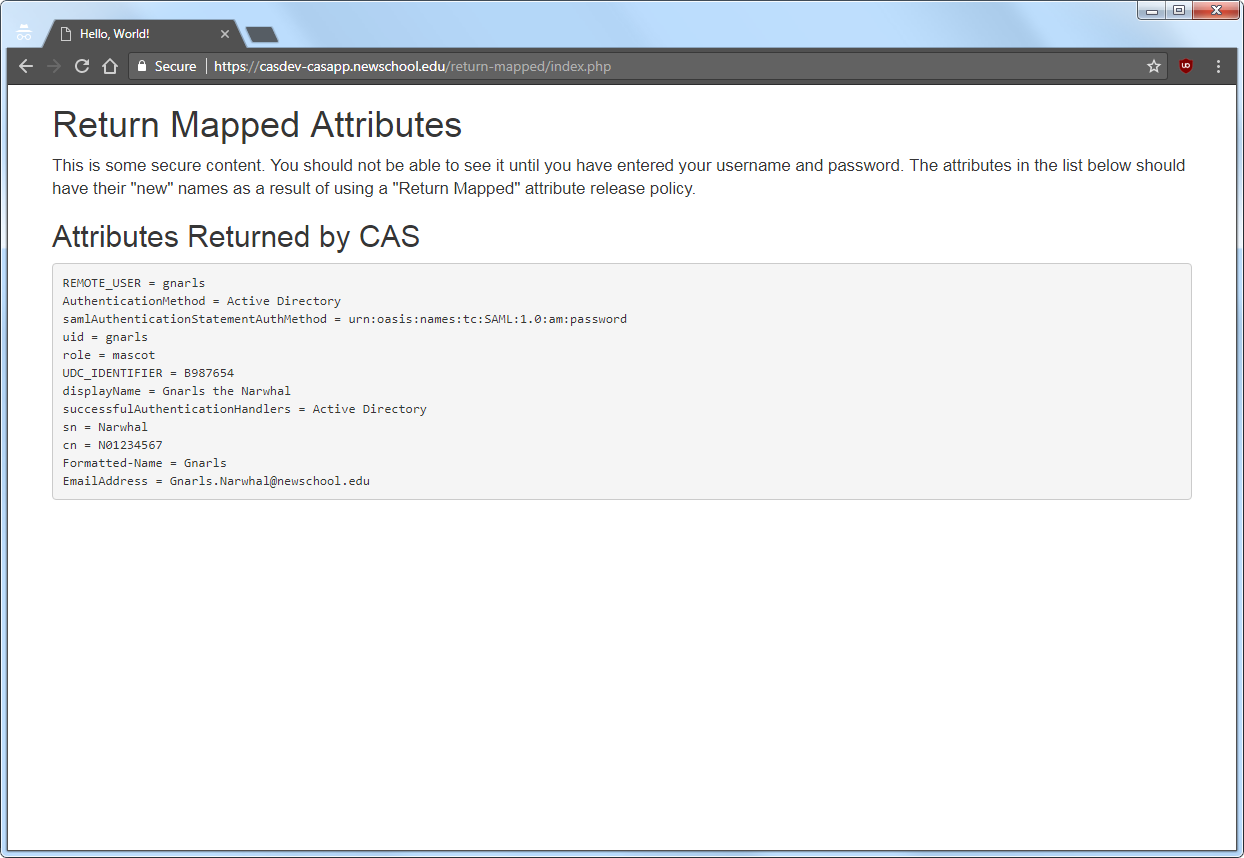 Hello, World!
Secure
https://casdev-casapp.newschool.edu/return-mapped/index.php
Return Mapped Attributes
This is some secure content. You should not be able to see it until you have entered your username and password. The attributes in the list below should
have their "new" names as a result of using a "Return Mapped" attribute release policy.
Attributes Returned by CAS
REMOTE_USER = gnarls
AuthenticationMethod = Active Directory
samlAuthenticationStatementAuthMethod = urn:oasis:names:tc:SAML:1.0:am:password
uid = gnarls
role = mascot
UDC_IDENTIFIER = B987654
displayName = Gnarls the Narwhal
successfulAuthenticationHandlers = Active Directory
sn = Narwhal
cn = N01234567
Formatted-Name = Gnarls
EmailAddress = Gnarls.Narwhal@newschool.edu